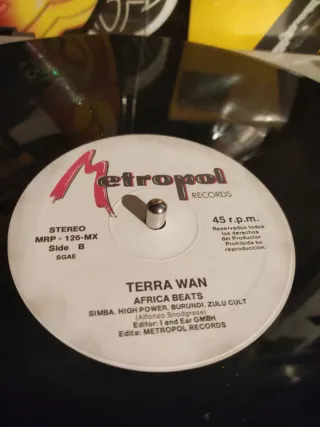 Metropol
RECORDS
STEREO
MRP - 126-MX
Side B
SGAE
45 r.p.m.
Reservados todos
los derechos
del Productor
Prohibida su
reproducción.
TERRA WAN
AFRICA BEATS
SIMBA, HIGH POWER, BURUNDI, ZULU CULT
(Alfonzo Snodgrase)
Editor: I and Ear GMBH
Edita: METROPOL RECORDS